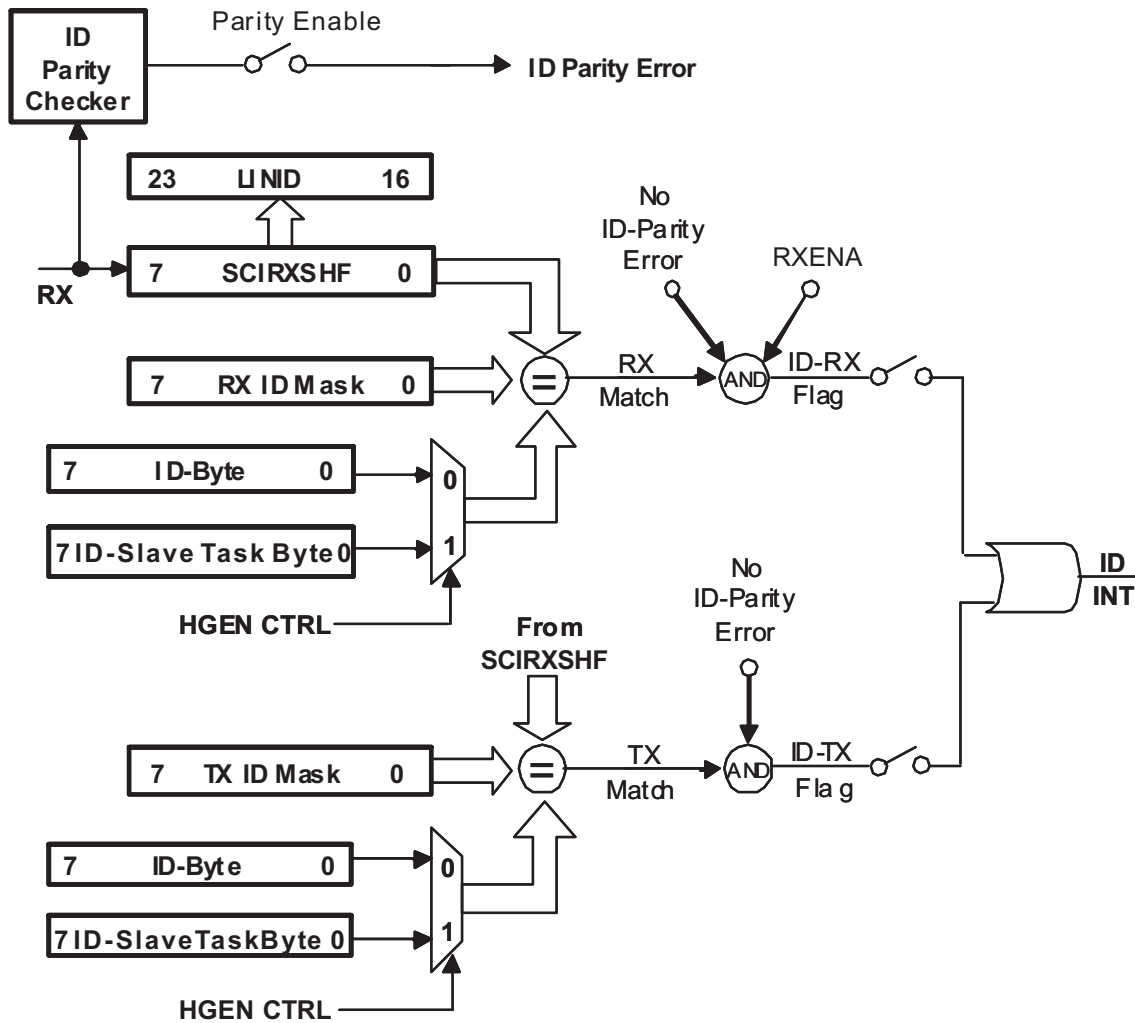 Parity Enable
ID
Parity
Checker
ID Parity Error
23 LINID 16
No
ID-Parity
Error
RXENA
7 SCIRXSHF 0
RX
7 RX ID Mask 0
=
RX
Match
AND
ID-RX
Flag
7 ID-Byte 0
0
7 ID-Slave Task Byte 0
1
HGEN CTRL
ID
INT
From
SCIRXSHF
No
ID-Parity
Error
7 TX ID Mask 0
=
TX
Match
AND
ID-TX
Flag
7 ID-Byte 0
0
7 ID-Slave Task Byte 0
1
HGEN CTRL